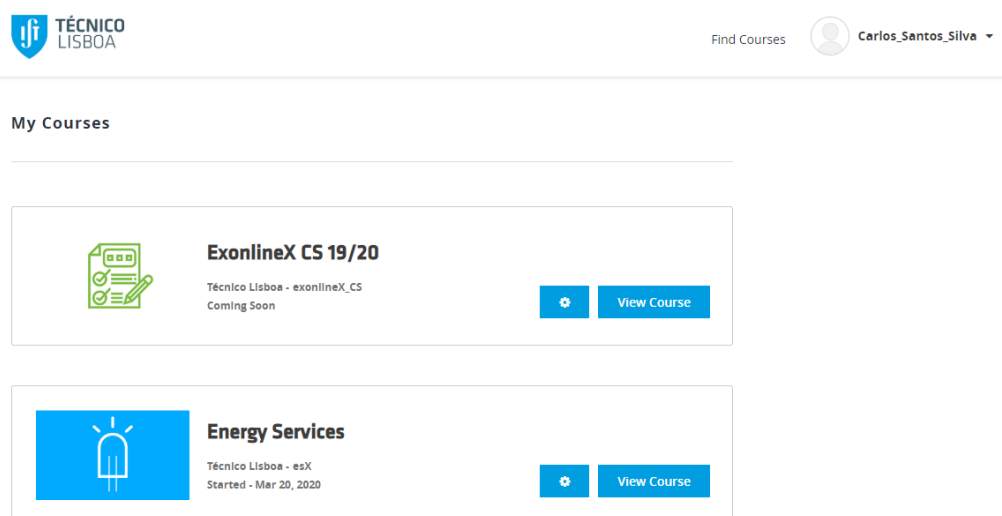 TÉCNICO
LISBOA
Find Courses
Carlos_Santos_Silva
My Courses
ExonlineX CS 19/20
Técnico Lisboa - exonlineX_CS
Coming Soon
View Course
Energy Services
Técnico Lisboa - esX
Started - Mar 20, 2020
View Course